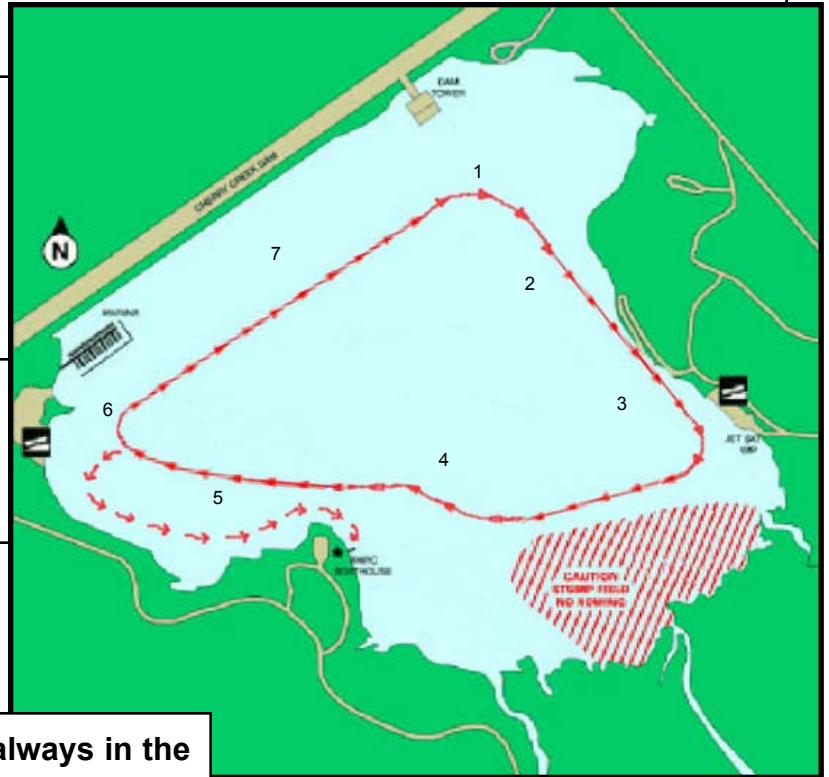 DAM
TOWER
1
CHERRY CREEK DAM
N
7
2
MARINA
6
3
4
JET SKI
5
BOATHOUSE
CAUTION
STUMP FIELD
NO ROWING
always in the